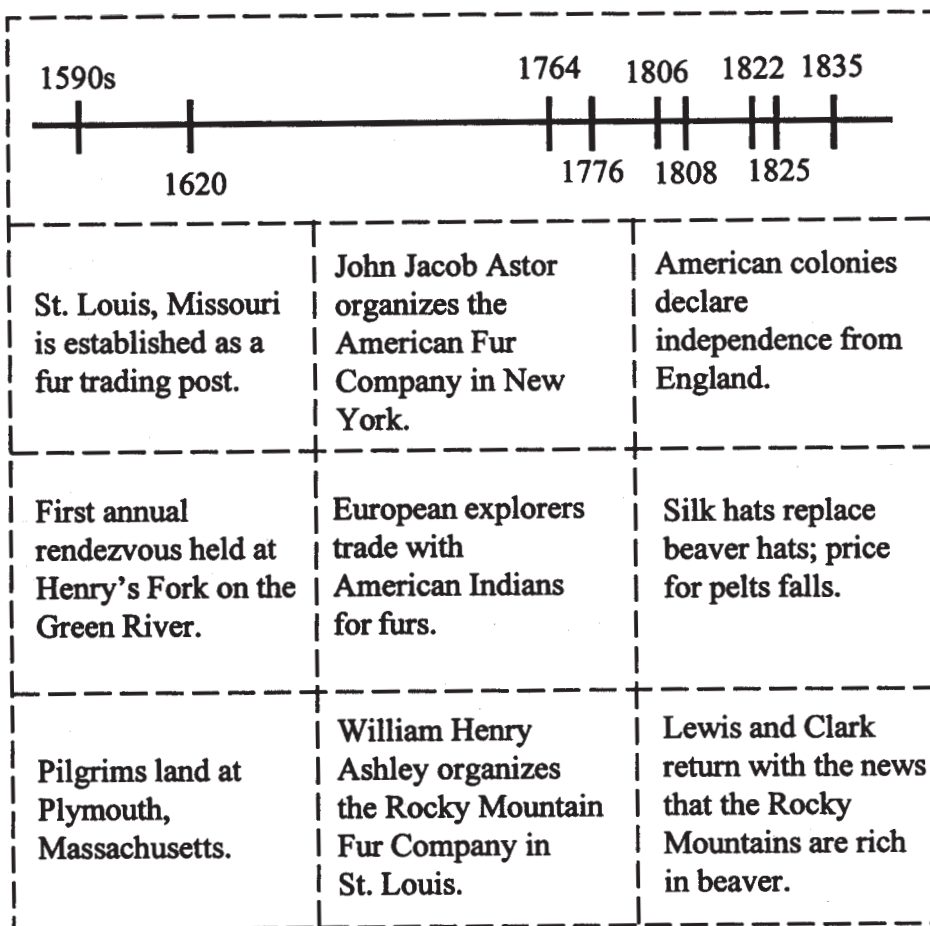 1590s
1764
1806
1822
1835
1620
1776
1808
1825
St. Louis, Missouri
is established as a
fur trading post.
John Jacob Astor
organizes the
American Fur
Company in New
York.
American colonies
declare
independence from
England.
First annual
rendezvous held at
Henry's Fork on the
Green River.
European explorers
trade with
American Indians
for furs.
Silk hats replace
beaver hats; price
for pelts falls.
Pilgrims land at
Plymouth,
Massachusetts.
William Henry
Ashley organizes
the Rocky Mountain
Fur Company in
St. Louis.
Lewis and Clark
return with the news
that the Rocky
Mountains are rich
in beaver.